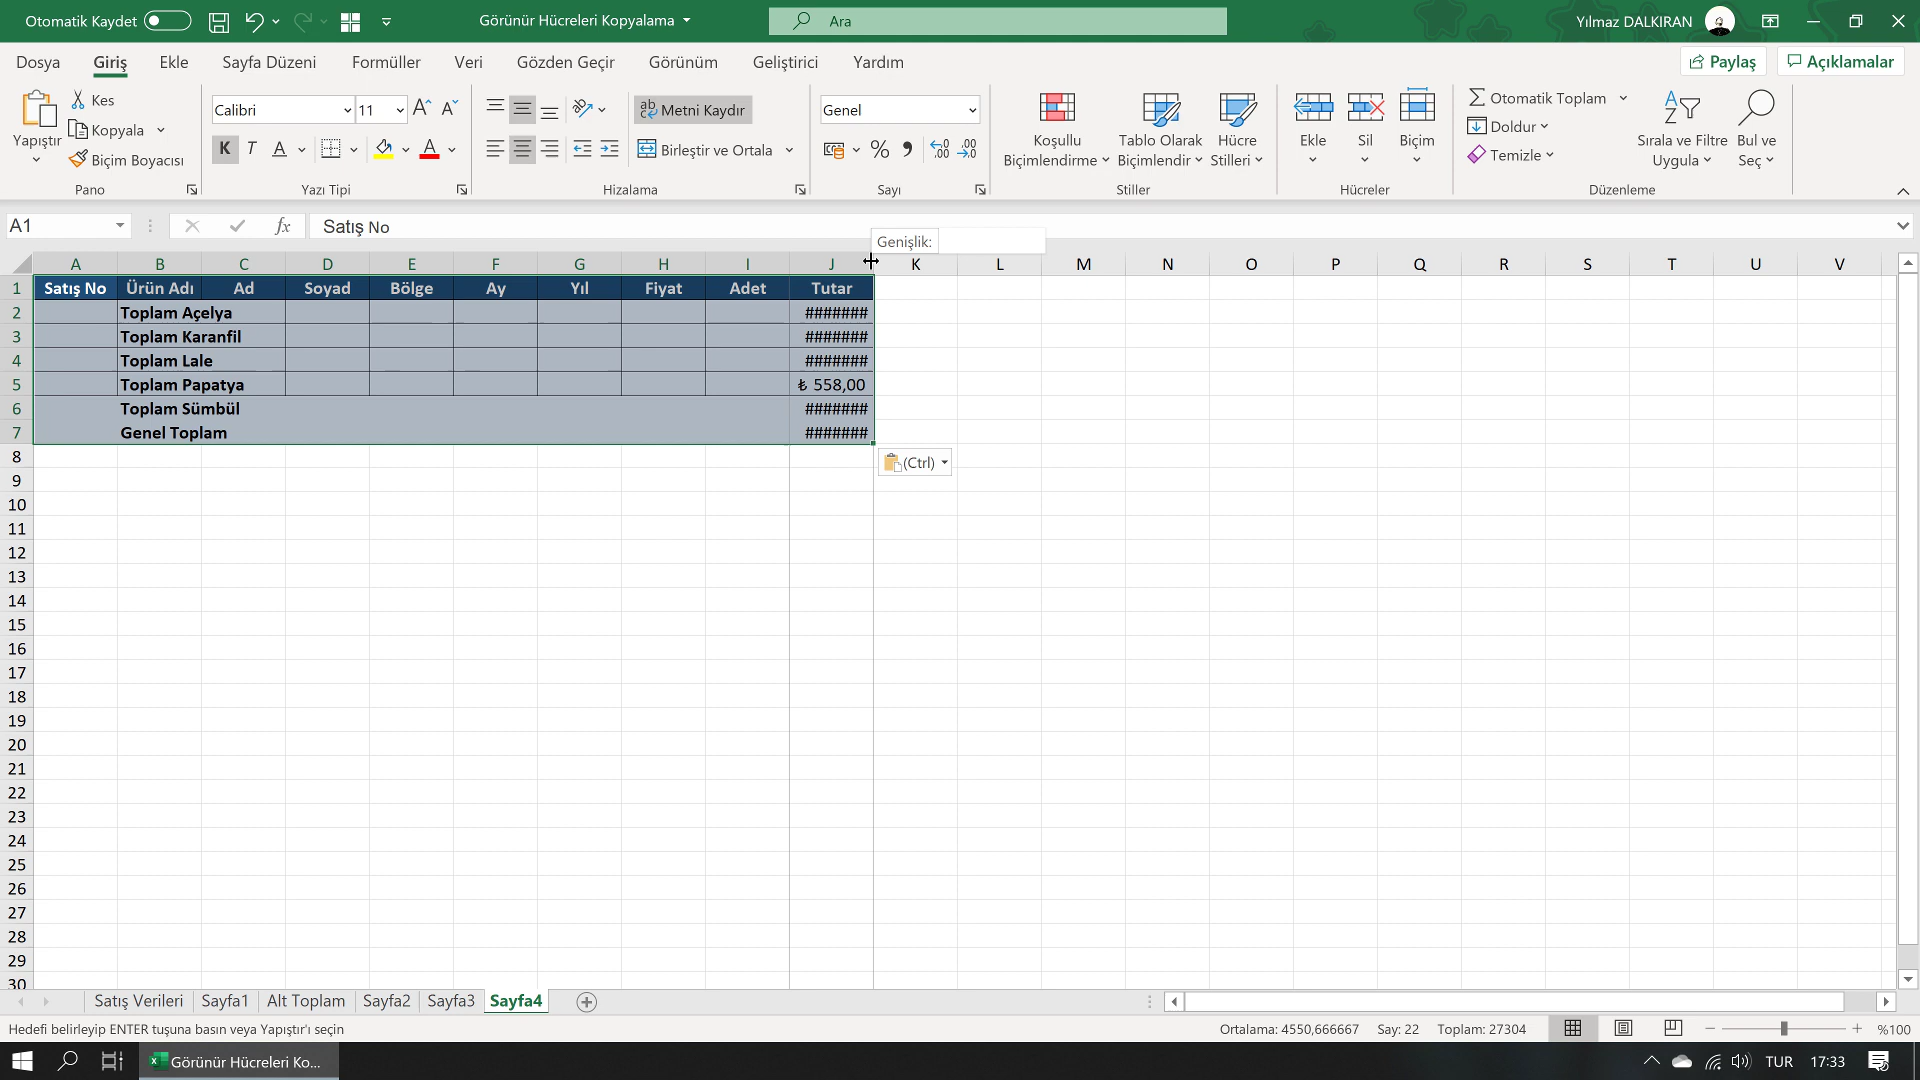 Otomatik Kaydet
Görünür Hücreleri Kopyalama
Ara
Yılmaz DALKIRAN
Dosya Giriş Ekle Sayfa Düzeni Formüller Veri Gözden Geçir Görünüm Geliştirici Yardım
Paylaş Açıklamalar
Yapıştır
Kes
Kopyala
Biçim Boyacısı
Pano
Calibri 11
K T A A
Yazı Tipi
Metni Kaydır
Birleştir ve Ortala
Hizalama
Genel
Sayı
Koşullu Biçimlendirme
Tablo Olarak Biçimlendir
Hücre Stilleri
Stiller
Ekle Sil Biçim
Hücreler
Otomatik Toplam
Doldur
Temizle
Sırala ve Filtre Uygula
Bul ve Seç
Düzenleme
A1 fx Satış No
Genişlik:
A B C D E F G H I J K L M N O P Q R S T U V
1 Satış No Ürün Adı Ad Soyad Bölge Ay Yıl Fiyat Adet Tutar
2 Toplam Açelya #######
3 Toplam Karanfil #######
4 Toplam Lale #######
5 Toplam Papatya ₺ 558,00
6 Toplam Sümbül #######
7 Genel Toplam #######
(Ctrl)
8
9
10
11
12
13
14
15
16
17
18
19
20
21
22
23
24
25
26
27
28
29
30
Satış Verileri Sayfa1 Alt Toplam Sayfa2 Sayfa3 Sayfa4
Hedefi belirleyip ENTER tuşuna basın veya Yapıştır'ı seçin
Ortalama: 4550,666667 Say: 22 Toplam: 27304
%100
Görünür Hücreleri Ko...
TUR 17:33